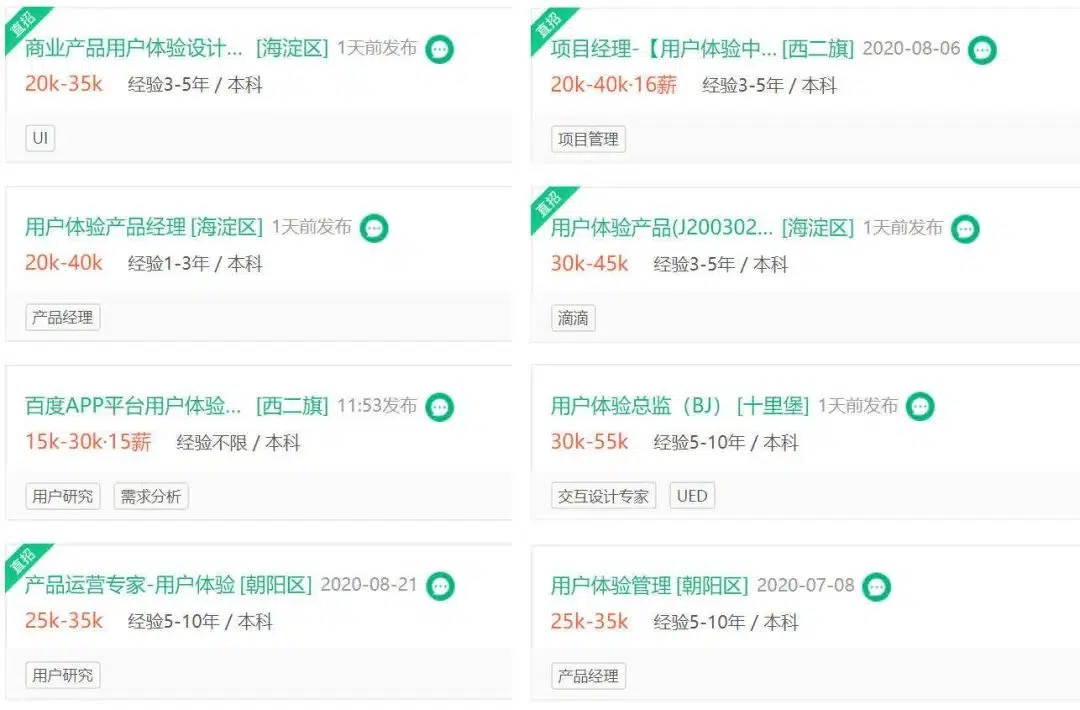 直招
商业产品用户体验设计... [海淀区] 1天前发布
20k-35k 经验3-5年 / 本科
UI
直招
项目经理-【用户体验中... [西二旗] 2020-08-06
20k-40k·16薪 经验3-5年 / 本科
项目管理
用户体验产品经理 [海淀区] 1天前发布
20k-40k 经验1-3年 / 本科
产品经理
直招
用户体验产品(J200302... [海淀区] 1天前发布
30k-45k 经验3-5年 / 本科
滴滴
百度APP平台用户体验... [西二旗] 11:53发布
15k-30k·15薪 经验不限 / 本科
用户研究 需求分析
用户体验总监（BJ） [十里堡] 1天前发布
30k-55k 经验5-10年 / 本科
交互设计专家 UED
直招
产品运营专家-用户体验 [朝阳区] 2020-08-21
25k-35k 经验5-10年 / 本科
用户研究
用户体验管理 [朝阳区] 2020-07-08
25k-35k 经验5-10年 / 本科
产品经理